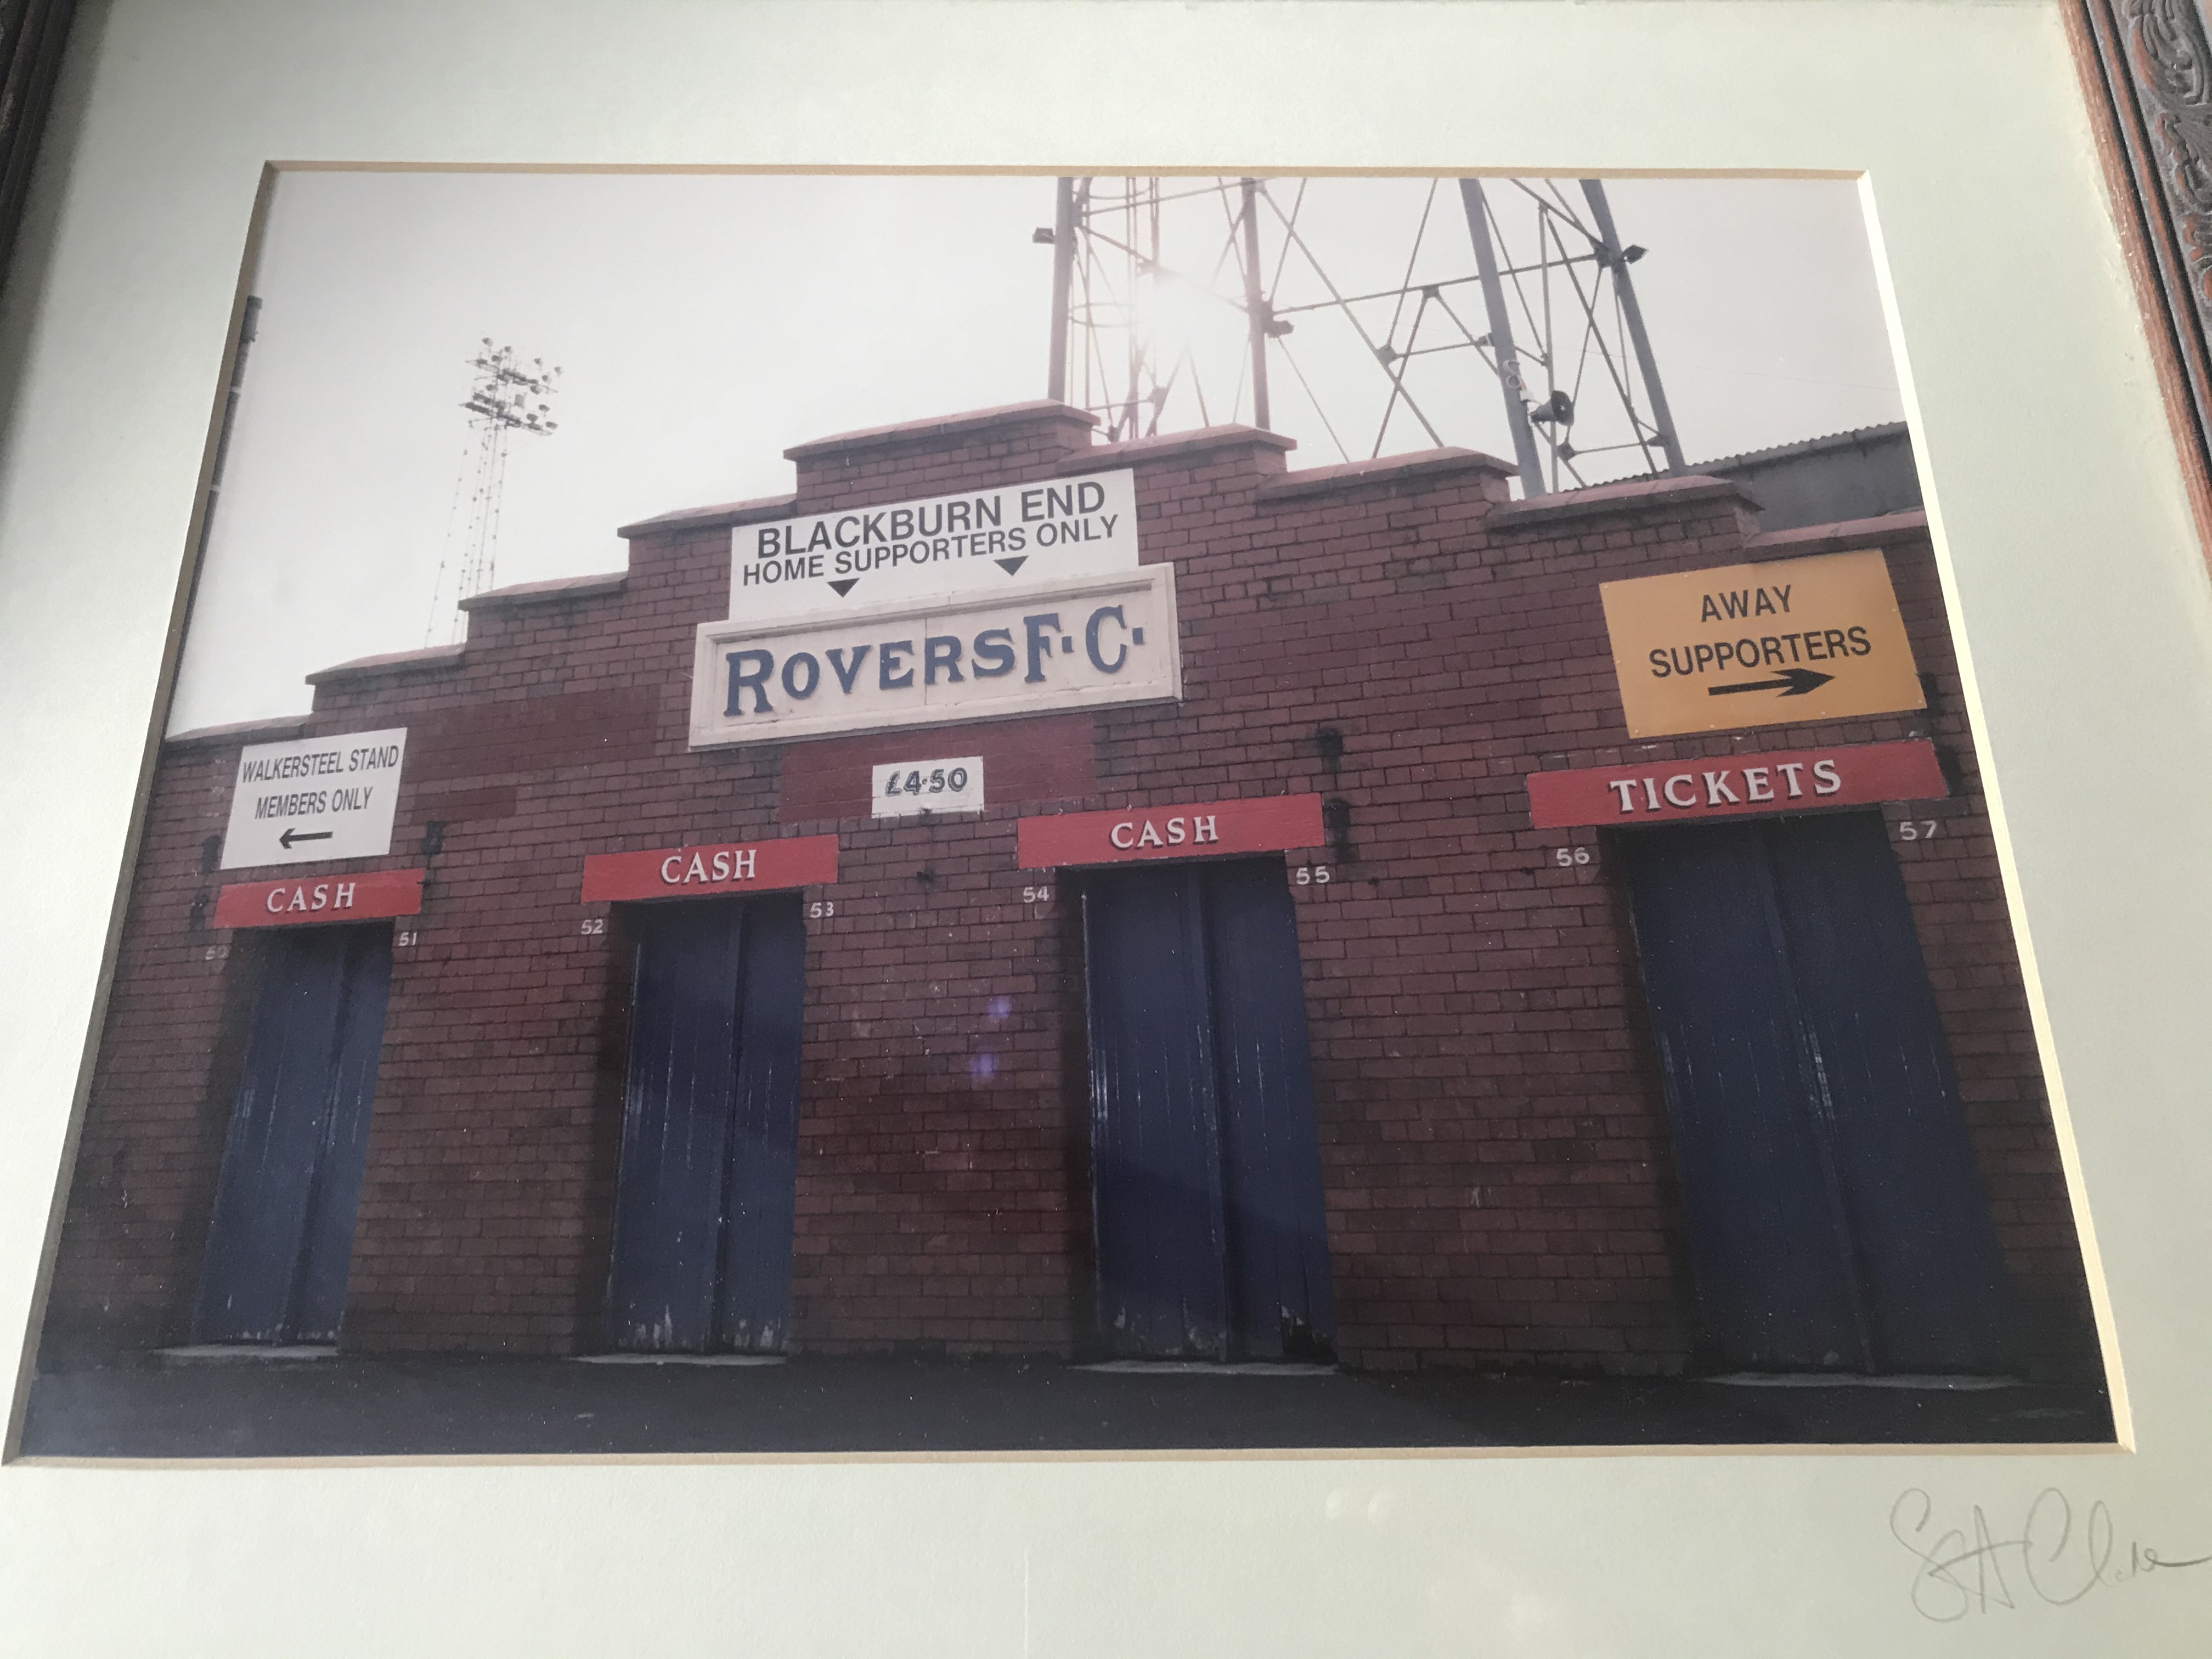 BLACKBURN END
HOME SUPPORTERS ONLY
ROVERS F.C.
AWAY
SUPPORTERS
WALKERSTEEL STAND
MEMBERS ONLY
£4.50
CASH
CASH
CASH
TICKETS
50
51
52
53
54
55
56
57